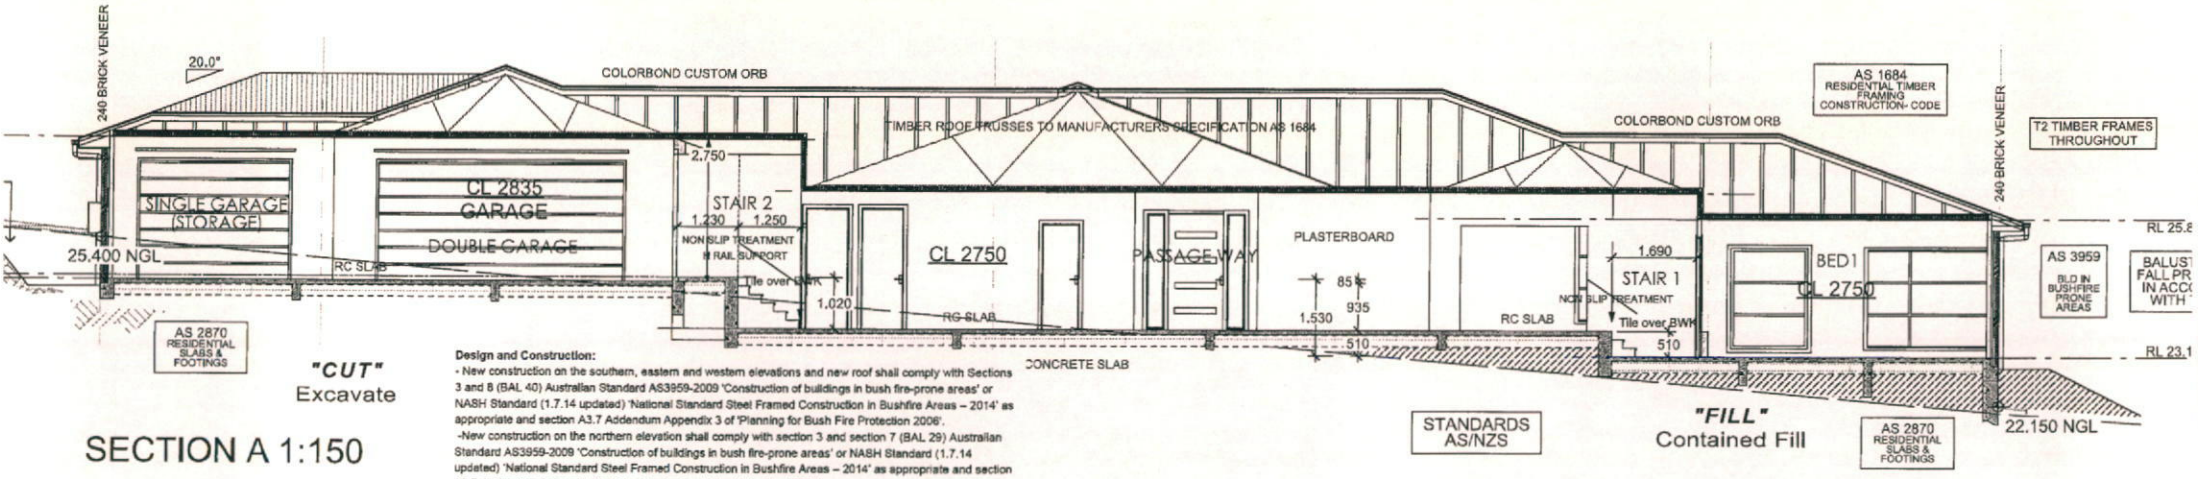 240 BRICK VENEER
20.0°
COLORBOND CUSTOM ORB
AS 1684
RESIDENTIAL TIMBER
FRAMING
CONSTRUCTION- CODE
COLORBOND CUSTOM ORB
240 BRICK VENEER
T2 TIMBER FRAMES
THROUGHOUT
TIMBER ROOF TRUSSES TO MANUFACTURERS SPECIFICATION AS 1684
2.750
SINGLE GARAGE
(STORAGE)
CL 2835
GARAGE
DOUBLE GARAGE
STAIR 2
1.230
1.250
NON SLIP TREATMENT
H RAIL SUPPORT
Tile over BWK
1.020
25.400 NGL
RC SLAB
CL 2750
RC SLAB
PASSAGE WAY
PLASTERBOARD
85
935
1.530
510
RC SLAB
1.690
STAIR 1
NON SLIP TREATMENT
Tile over BWK
510
BED1
CL 2750
RL 25.8
AS 3959
BLD IN
BUSHFIRE
PRONE
AREAS
BALUST
FALL PR
IN ACCO
WITH
RL 23.1
AS 2870
RESIDENTIAL
SLABS &
FOOTINGS
"CUT"
Excavate
CONCRETE SLAB
Design and Construction:
- New construction on the southern, eastern and western elevations and new roof shall comply with Sections
3 and 8 (BAL 40) Australian Standard AS3959-2009 'Construction of buildings in bush fire-prone areas' or
NASH Standard (1.7.14 updated) 'National Standard Steel Framed Construction in Bushfire Areas – 2014' as
appropriate and section A3.7 Addendum Appendix 3 of 'Planning for Bush Fire Protection 2006'.
-New construction on the northern elevation shall comply with section 3 and section 7 (BAL 29) Australian
Standard AS3959-2009 'Construction of buildings in bush fire-prone areas' or NASH Standard (1.7.14
updated) 'National Standard Steel Framed Construction in Bushfire Areas – 2014' as appropriate and section
SECTION A 1:150
STANDARDS
AS/NZS
"FILL"
Contained Fill
AS 2870
RESIDENTIAL
SLABS &
FOOTINGS
22.150 NGL